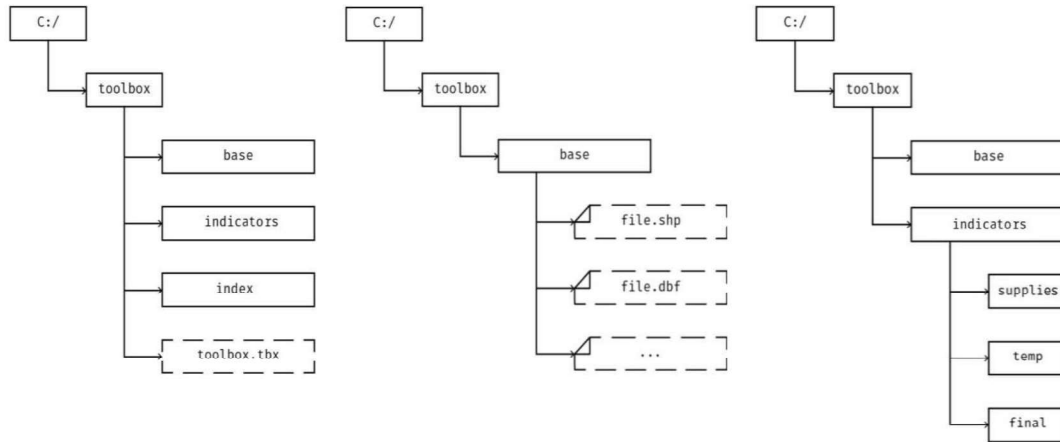 C:/
toolbox
base
indicators
index
toolbox.tbx
C:/
toolbox
base
file.shp
file.dbf
...
C:/
toolbox
base
indicators
supplies
temp
final